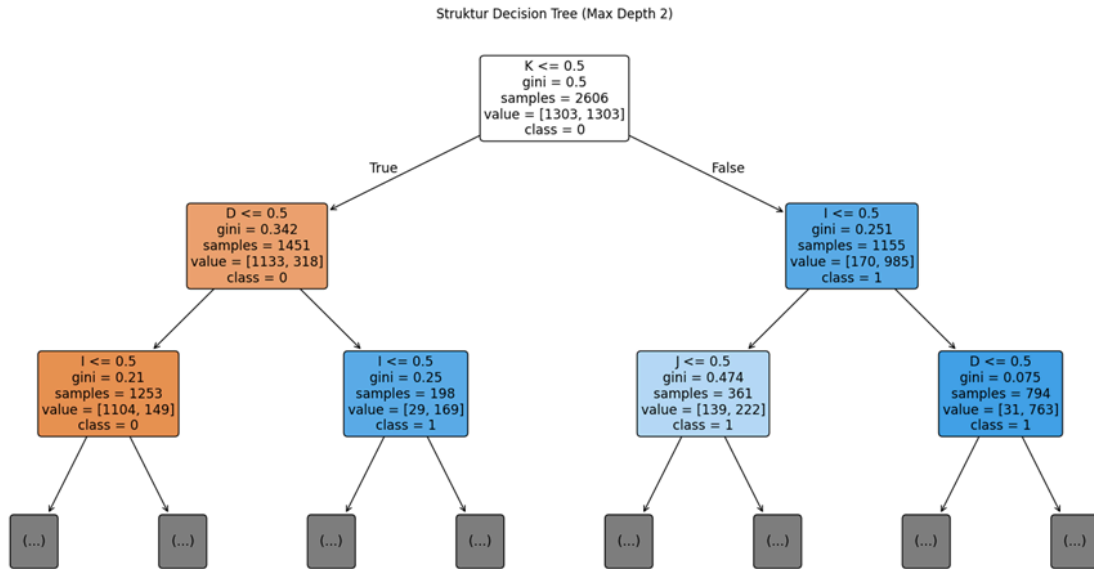 Struktur Decision Tree (Max Depth 2)
K <= 0.5
gini = 0.5
samples = 2606
value = [1303, 1303]
class = 0
True
False
D <= 0.5
gini = 0.342
samples = 1451
value = [1133, 318]
class = 0
I <= 0.5
gini = 0.251
samples = 1155
value = [170, 985]
class = 1
I <= 0.5
gini = 0.21
samples = 1253
value = [1104, 149]
class = 0
I <= 0.5
gini = 0.25
samples = 198
value = [29, 169]
class = 1
J <= 0.5
gini = 0.474
samples = 361
value = [139, 222]
class = 1
D <= 0.5
gini = 0.075
samples = 794
value = [31, 763]
class = 1
(...)
(...)
(...)
(...)
(...)
(...)
(...)
(...)